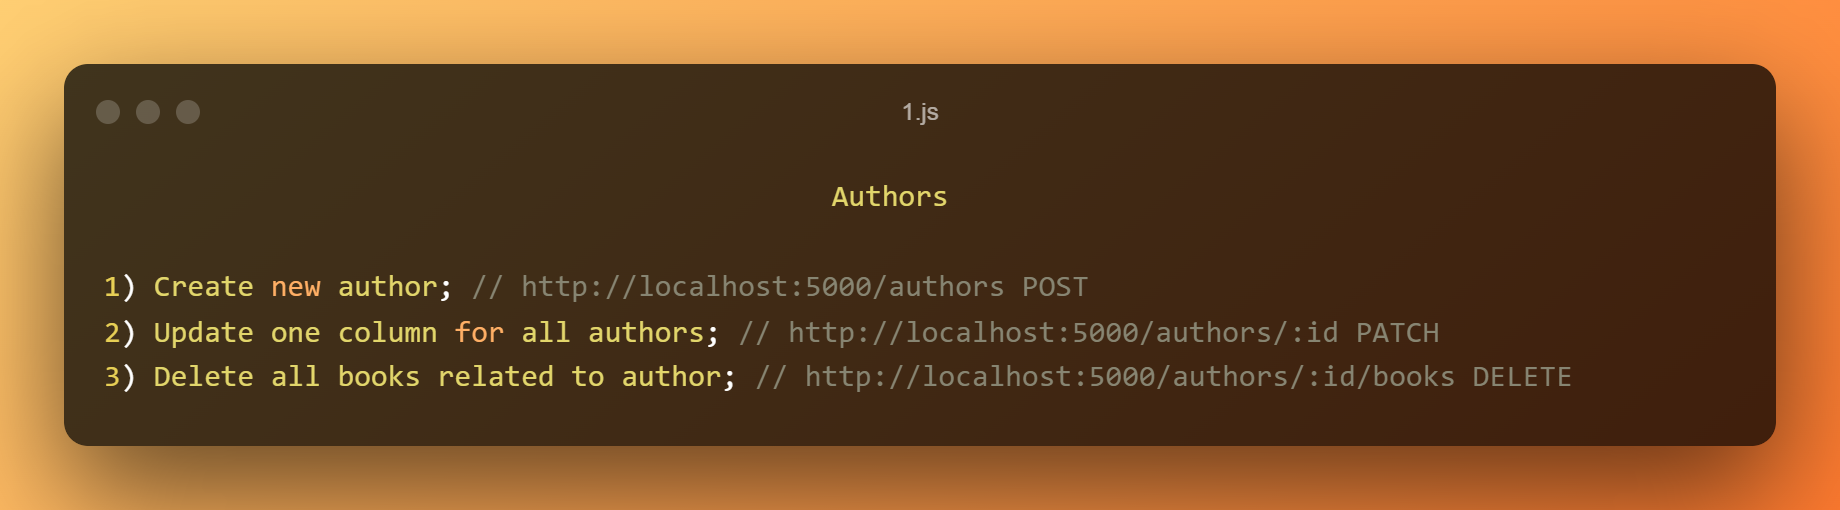 1.js
Authors
1) Create new author; // http://localhost:5000/authors POST
2) Update one column for all authors; // http://localhost:5000/authors/:id PATCH
3) Delete all books related to author; // http://localhost:5000/authors/:id/books DELETE